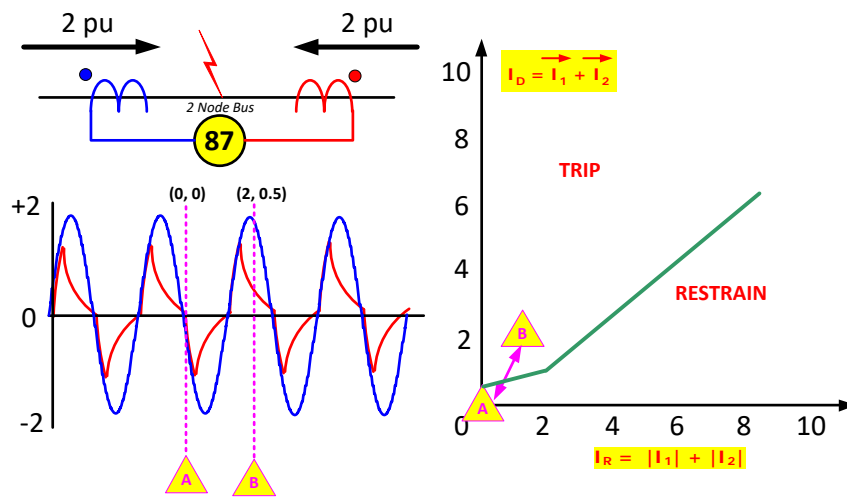 2 pu
2 pu
2 Node Bus
87
(0, 0)
(2, 0.5)
+2
0
-2
A
B
10
8
6
4
2
0
I_D = I_1 + I_2
TRIP
RESTRAIN
B
A
2
4
6
8
10
I_R = |I_1| + |I_2|